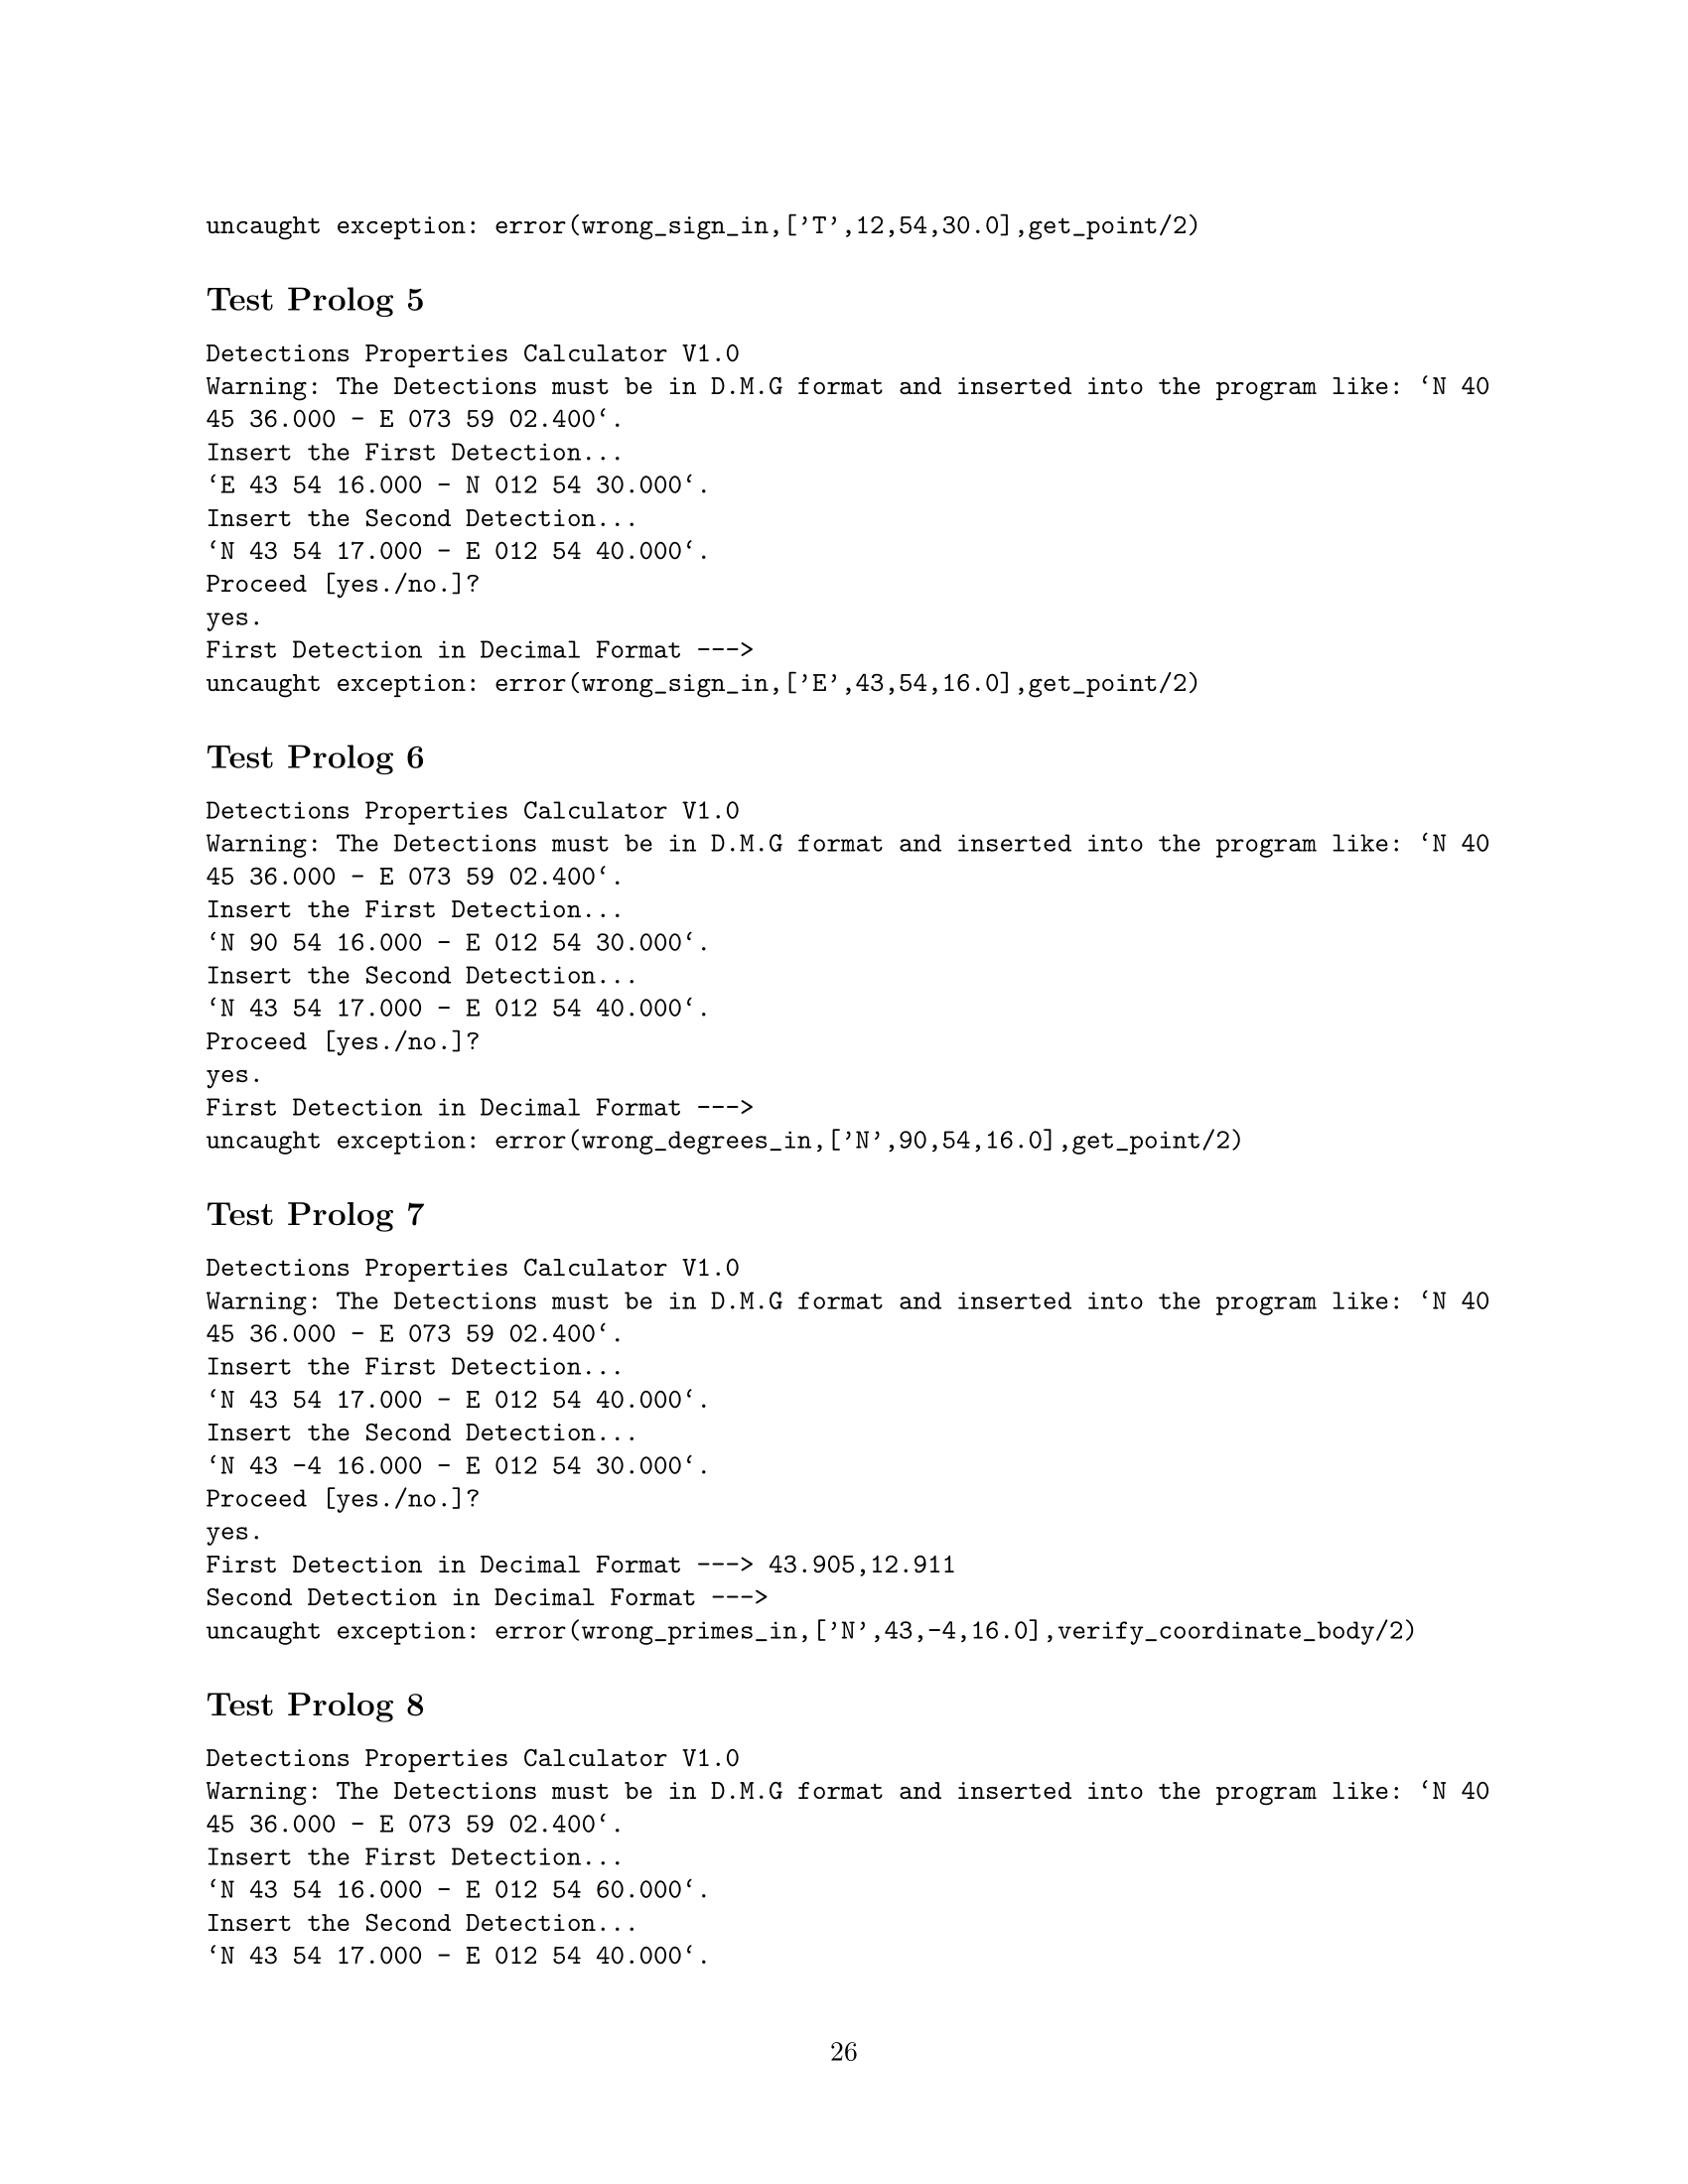 uncaught exception: error(wrong_sign_in,[’T’,12,54,30.0],get_point/2)
Test Prolog 5
Detections Properties Calculator V1.0
Warning: The Detections must be in D.M.G format and inserted into the program like: ‘N 40
45 36.000 - E 073 59 02.400‘.
Insert the First Detection...
‘E 43 54 16.000 - N 012 54 30.000‘.
Insert the Second Detection...
‘N 43 54 17.000 - E 012 54 40.000‘.
Proceed [yes./no.]?
yes.
First Detection in Decimal Format --->
uncaught exception: error(wrong_sign_in,[’E’,43,54,16.0],get_point/2)
Test Prolog 6
Detections Properties Calculator V1.0
Warning: The Detections must be in D.M.G format and inserted into the program like: ‘N 40
45 36.000 - E 073 59 02.400‘.
Insert the First Detection...
‘N 90 54 16.000 - E 012 54 30.000‘.
Insert the Second Detection...
‘N 43 54 17.000 - E 012 54 40.000‘.
Proceed [yes./no.]?
yes.
First Detection in Decimal Format --->
uncaught exception: error(wrong_degrees_in,[’N’,90,54,16.0],get_point/2)
Test Prolog 7
Detections Properties Calculator V1.0
Warning: The Detections must be in D.M.G format and inserted into the program like: ‘N 40
45 36.000 - E 073 59 02.400‘.
Insert the First Detection...
‘N 43 54 17.000 - E 012 54 40.000‘.
Insert the Second Detection...
‘N 43 -4 16.000 - E 012 54 30.000‘.
Proceed [yes./no.]?
yes.
First Detection in Decimal Format ---> 43.905,12.911
Second Detection in Decimal Format --->
uncaught exception: error(wrong_primes_in,[’N’,43,-4,16.0],verify_coordinate_body/2)
Test Prolog 8
Detections Properties Calculator V1.0
Warning: The Detections must be in D.M.G format and inserted into the program like: ‘N 40
45 36.000 - E 073 59 02.400‘.
Insert the First Detection...
‘N 43 54 16.000 - E 012 54 60.000‘.
Insert the Second Detection...
‘N 43 54 17.000 - E 012 54 40.000‘.
26